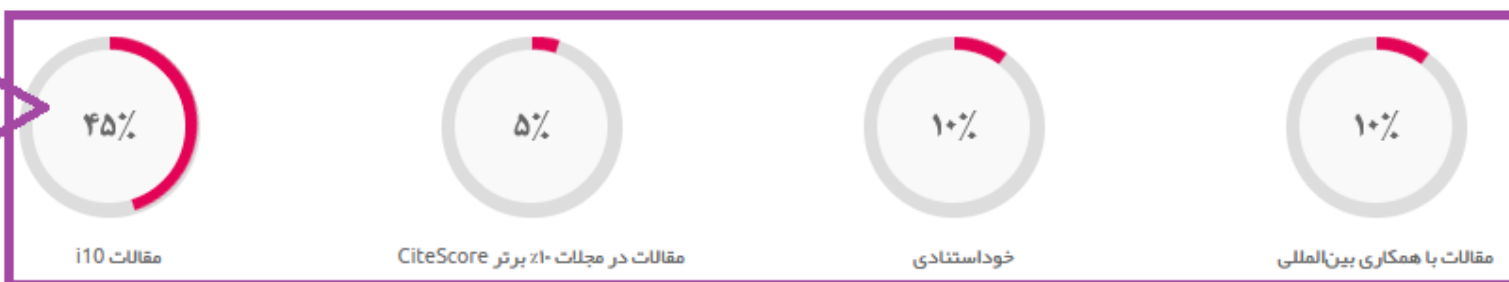 ۱۰٪
مقالات با همکاری بین‌المللی
۱۰٪
خوداستنادی
۵٪
مقالات در مجلات ۱۰٪ برتر CiteScore
۴۵٪
مقالات i10